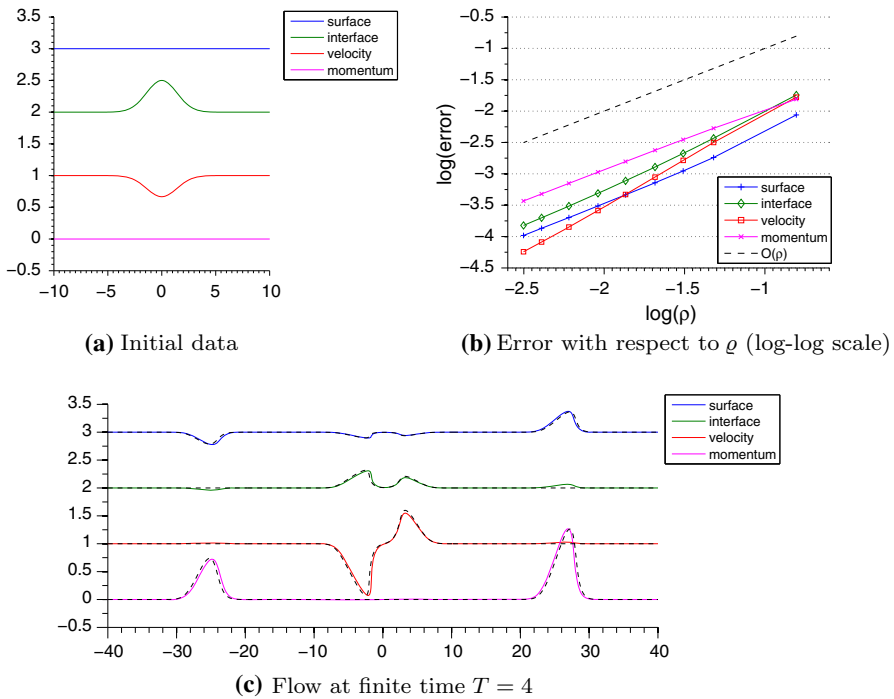 3.5
3
2.5
2
1.5
1
0.5
0
−0.5
−10
−5
0
5
10
surface
interface
velocity
momentum
(a) Initial data
−0.5
−1
−1.5
−2
−2.5
−3
−3.5
−4
−4.5
log(error)
−2.5
−2
−1.5
−1
log(ρ)
surface
interface
velocity
momentum
O(ρ)
(b) Error with respect to ϱ (log-log scale)
3.5
3
2.5
2
1.5
1
0.5
0
−0.5
−40
−30
−20
−10
0
10
20
30
40
surface
interface
velocity
momentum
(c) Flow at finite time T = 4